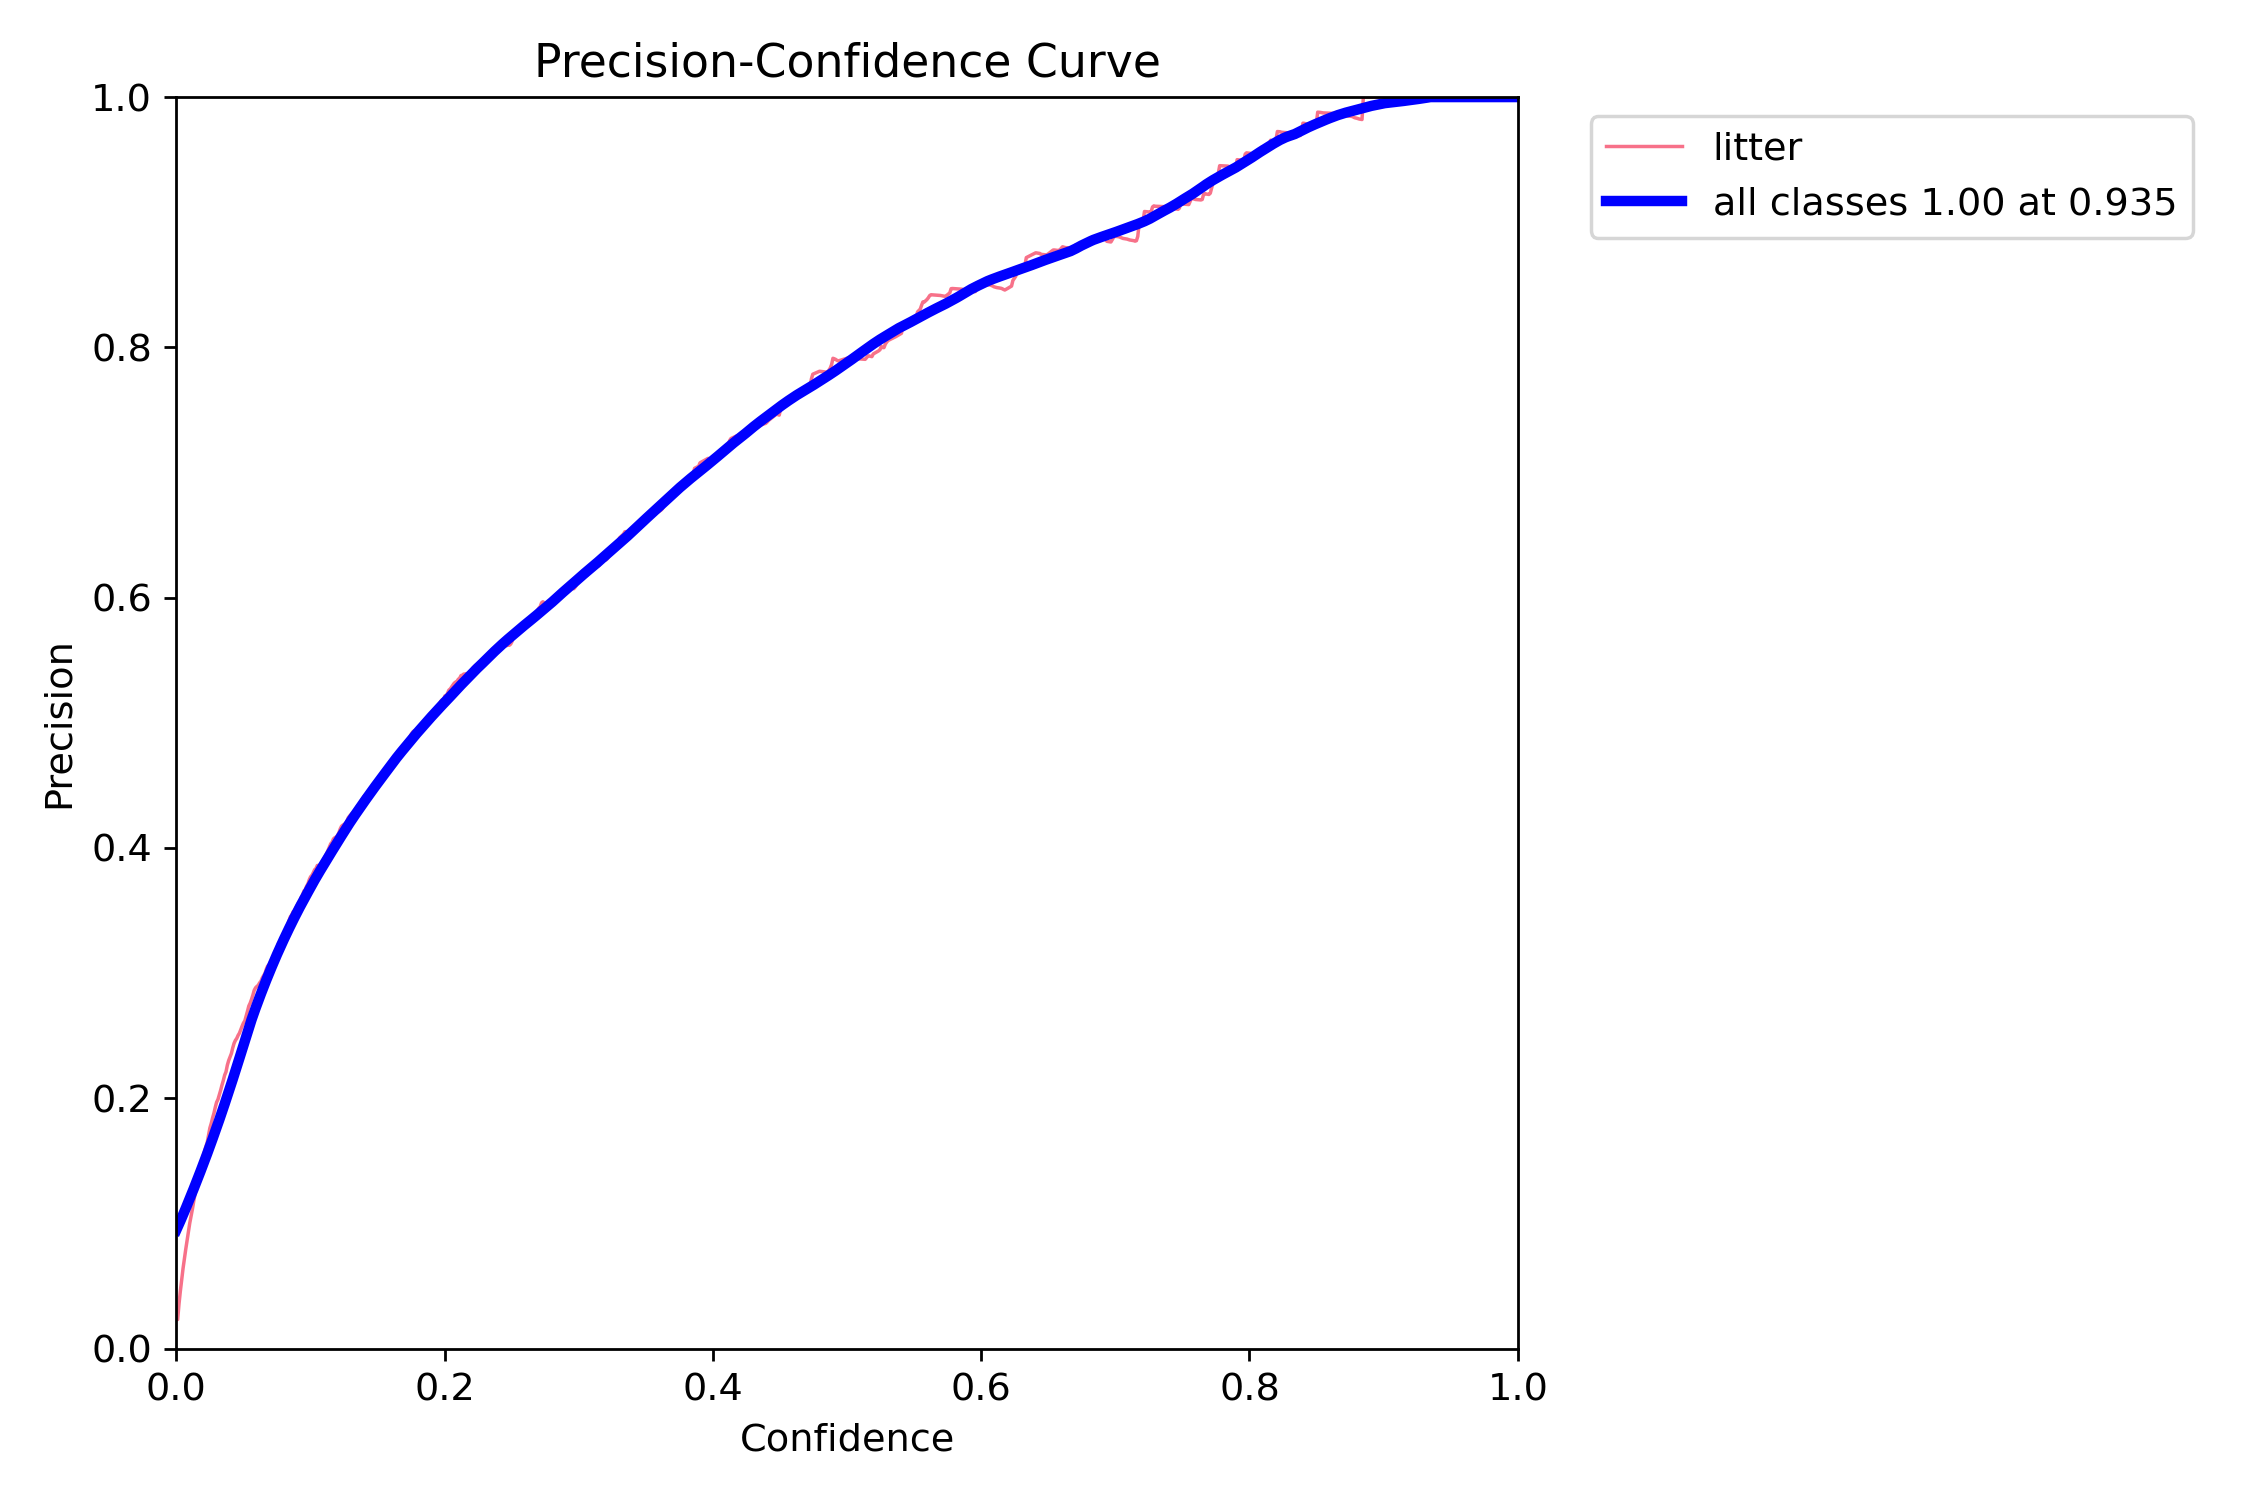 Precision-Confidence Curve
1.0
0.8
0.6
0.4
0.2
0.0
Precision
0.0 0.2 0.4 0.6 0.8 1.0
Confidence
litter
all classes 1.00 at 0.935